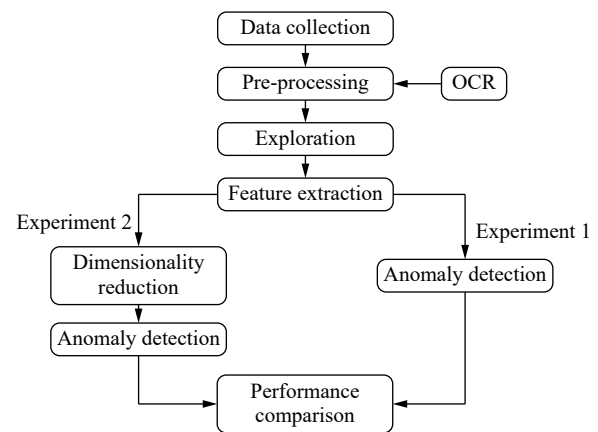 Data collection
Pre-processing
OCR
Exploration
Feature extraction
Experiment 2
Experiment 1
Dimensionality
reduction
Anomaly detection
Anomaly detection
Performance
comparison